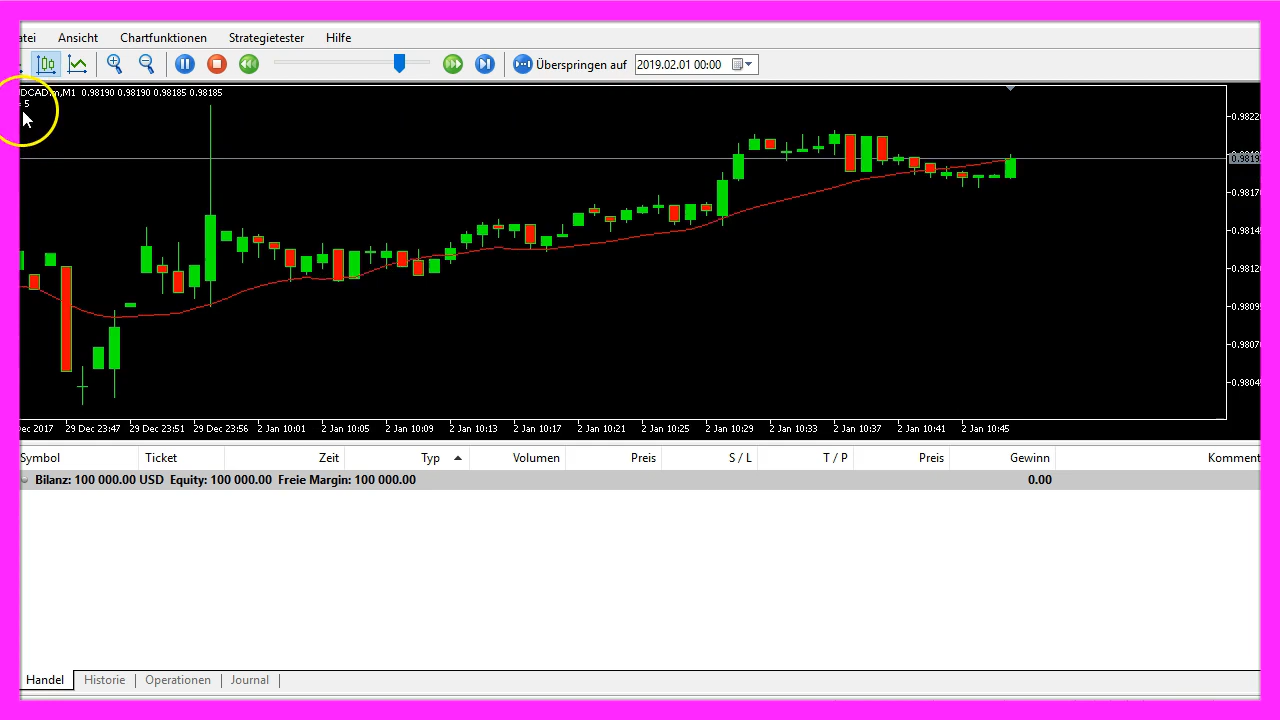 atei Ansicht Chartfunktionen Strategietester Hilfe
Überspringen auf 2019.02.01 00:00
DCAD.m,M1 0.98190 0.98190 0.98185 0.98185
5
0.9822
0.9819
0.9817
0.9814
0.9812
0.9809
0.9807
0.9804
Dec 2017 29 Dec 23:47 29 Dec 23:51 29 Dec 23:56 2 Jan 10:01 2 Jan 10:05 2 Jan 10:09 2 Jan 10:13 2 Jan 10:17 2 Jan 10:21 2 Jan 10:25 2 Jan 10:29 2 Jan 10:33 2 Jan 10:37 2 Jan 10:41 2 Jan 10:45
Symbol Ticket Zeit Typ Volumen Preis S / L T / P Preis Gewinn Komment
Bilanz: 100 000.00 USD Equity: 100 000.00 Freie Margin: 100 000.00 0.00
Handel Historie Operationen Journal